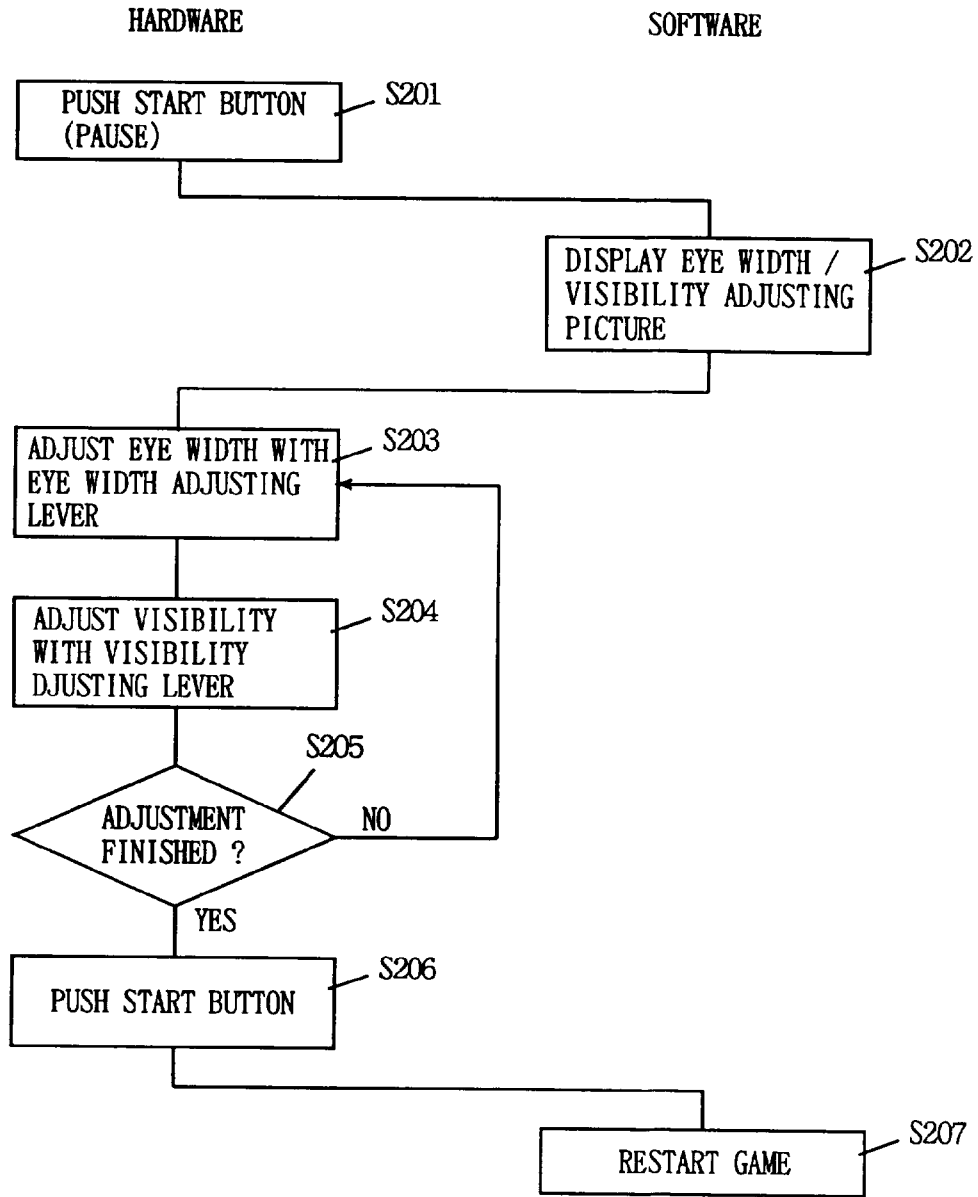 HARDWARE
SOFTWARE
PUSH START BUTTON
(PAUSE)
S201
DISPLAY EYE WIDTH /
VISIBILITY ADJUSTING
PICTURE
S202
ADJUST EYE WIDTH WITH
EYE WIDTH ADJUSTING
LEVER
S203
ADJUST VISIBILITY
WITH VISIBILITY
DJUSTING LEVER
S204
S205
ADJUSTMENT
FINISHED ?
NO
YES
PUSH START BUTTON
S206
RESTART GAME
S207